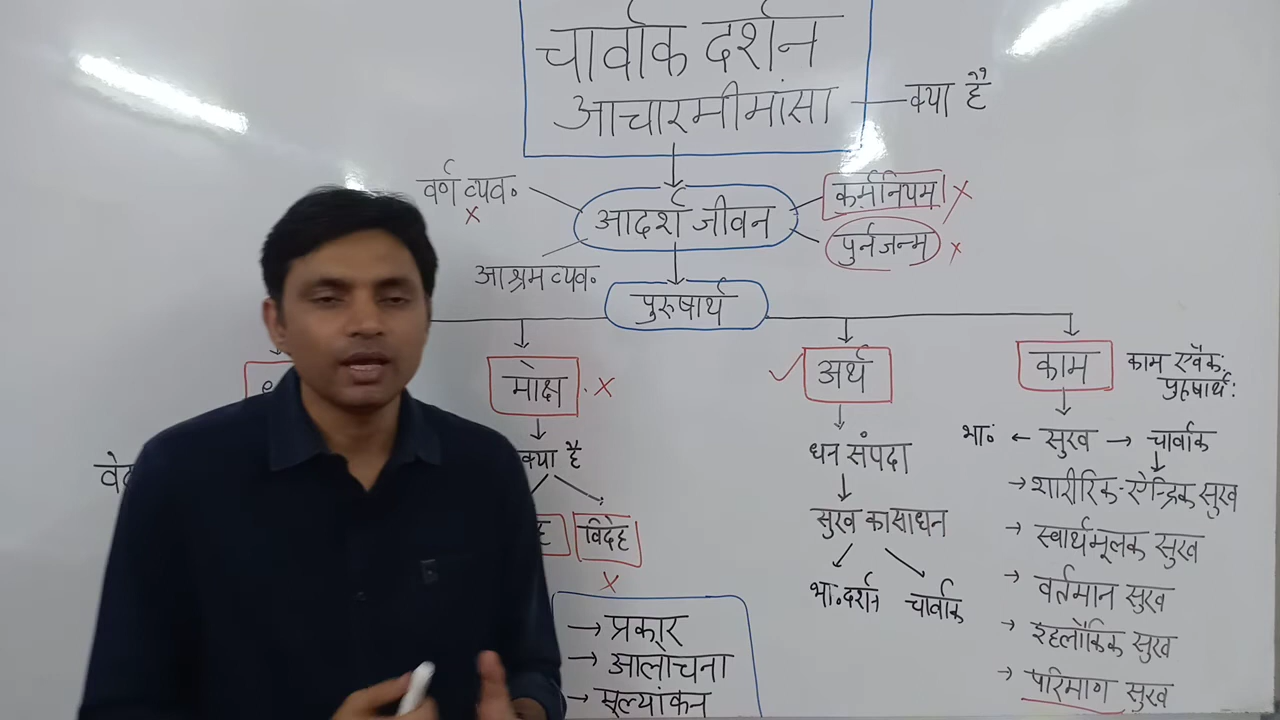 चार्वाक दर्शन
आचारमीमांसा
क्या है
वर्ण व्यव॰
×
आदर्श जीवन
कर्मनियम ×
पुर्नजन्म ×
आश्रम व्यव॰
पुरुषार्थ
मोक्ष ×
अर्थ
काम
काम एवैकः
पुरुषार्थः
क्या है
धन संपदा
भा॰ ← सुख → चार्वाक
→ शारीरिक-ऐन्द्रिक सुख
विदेह
×
सुख का साधन
→ स्वार्थमूलक सुख
भा॰ दर्शन
चार्वाक
→ वर्तमान सुख
→ इहलौकिक सुख
→ परिमाण सुख
→ प्रकार
→ आलाचना
→ मूल्यांकन